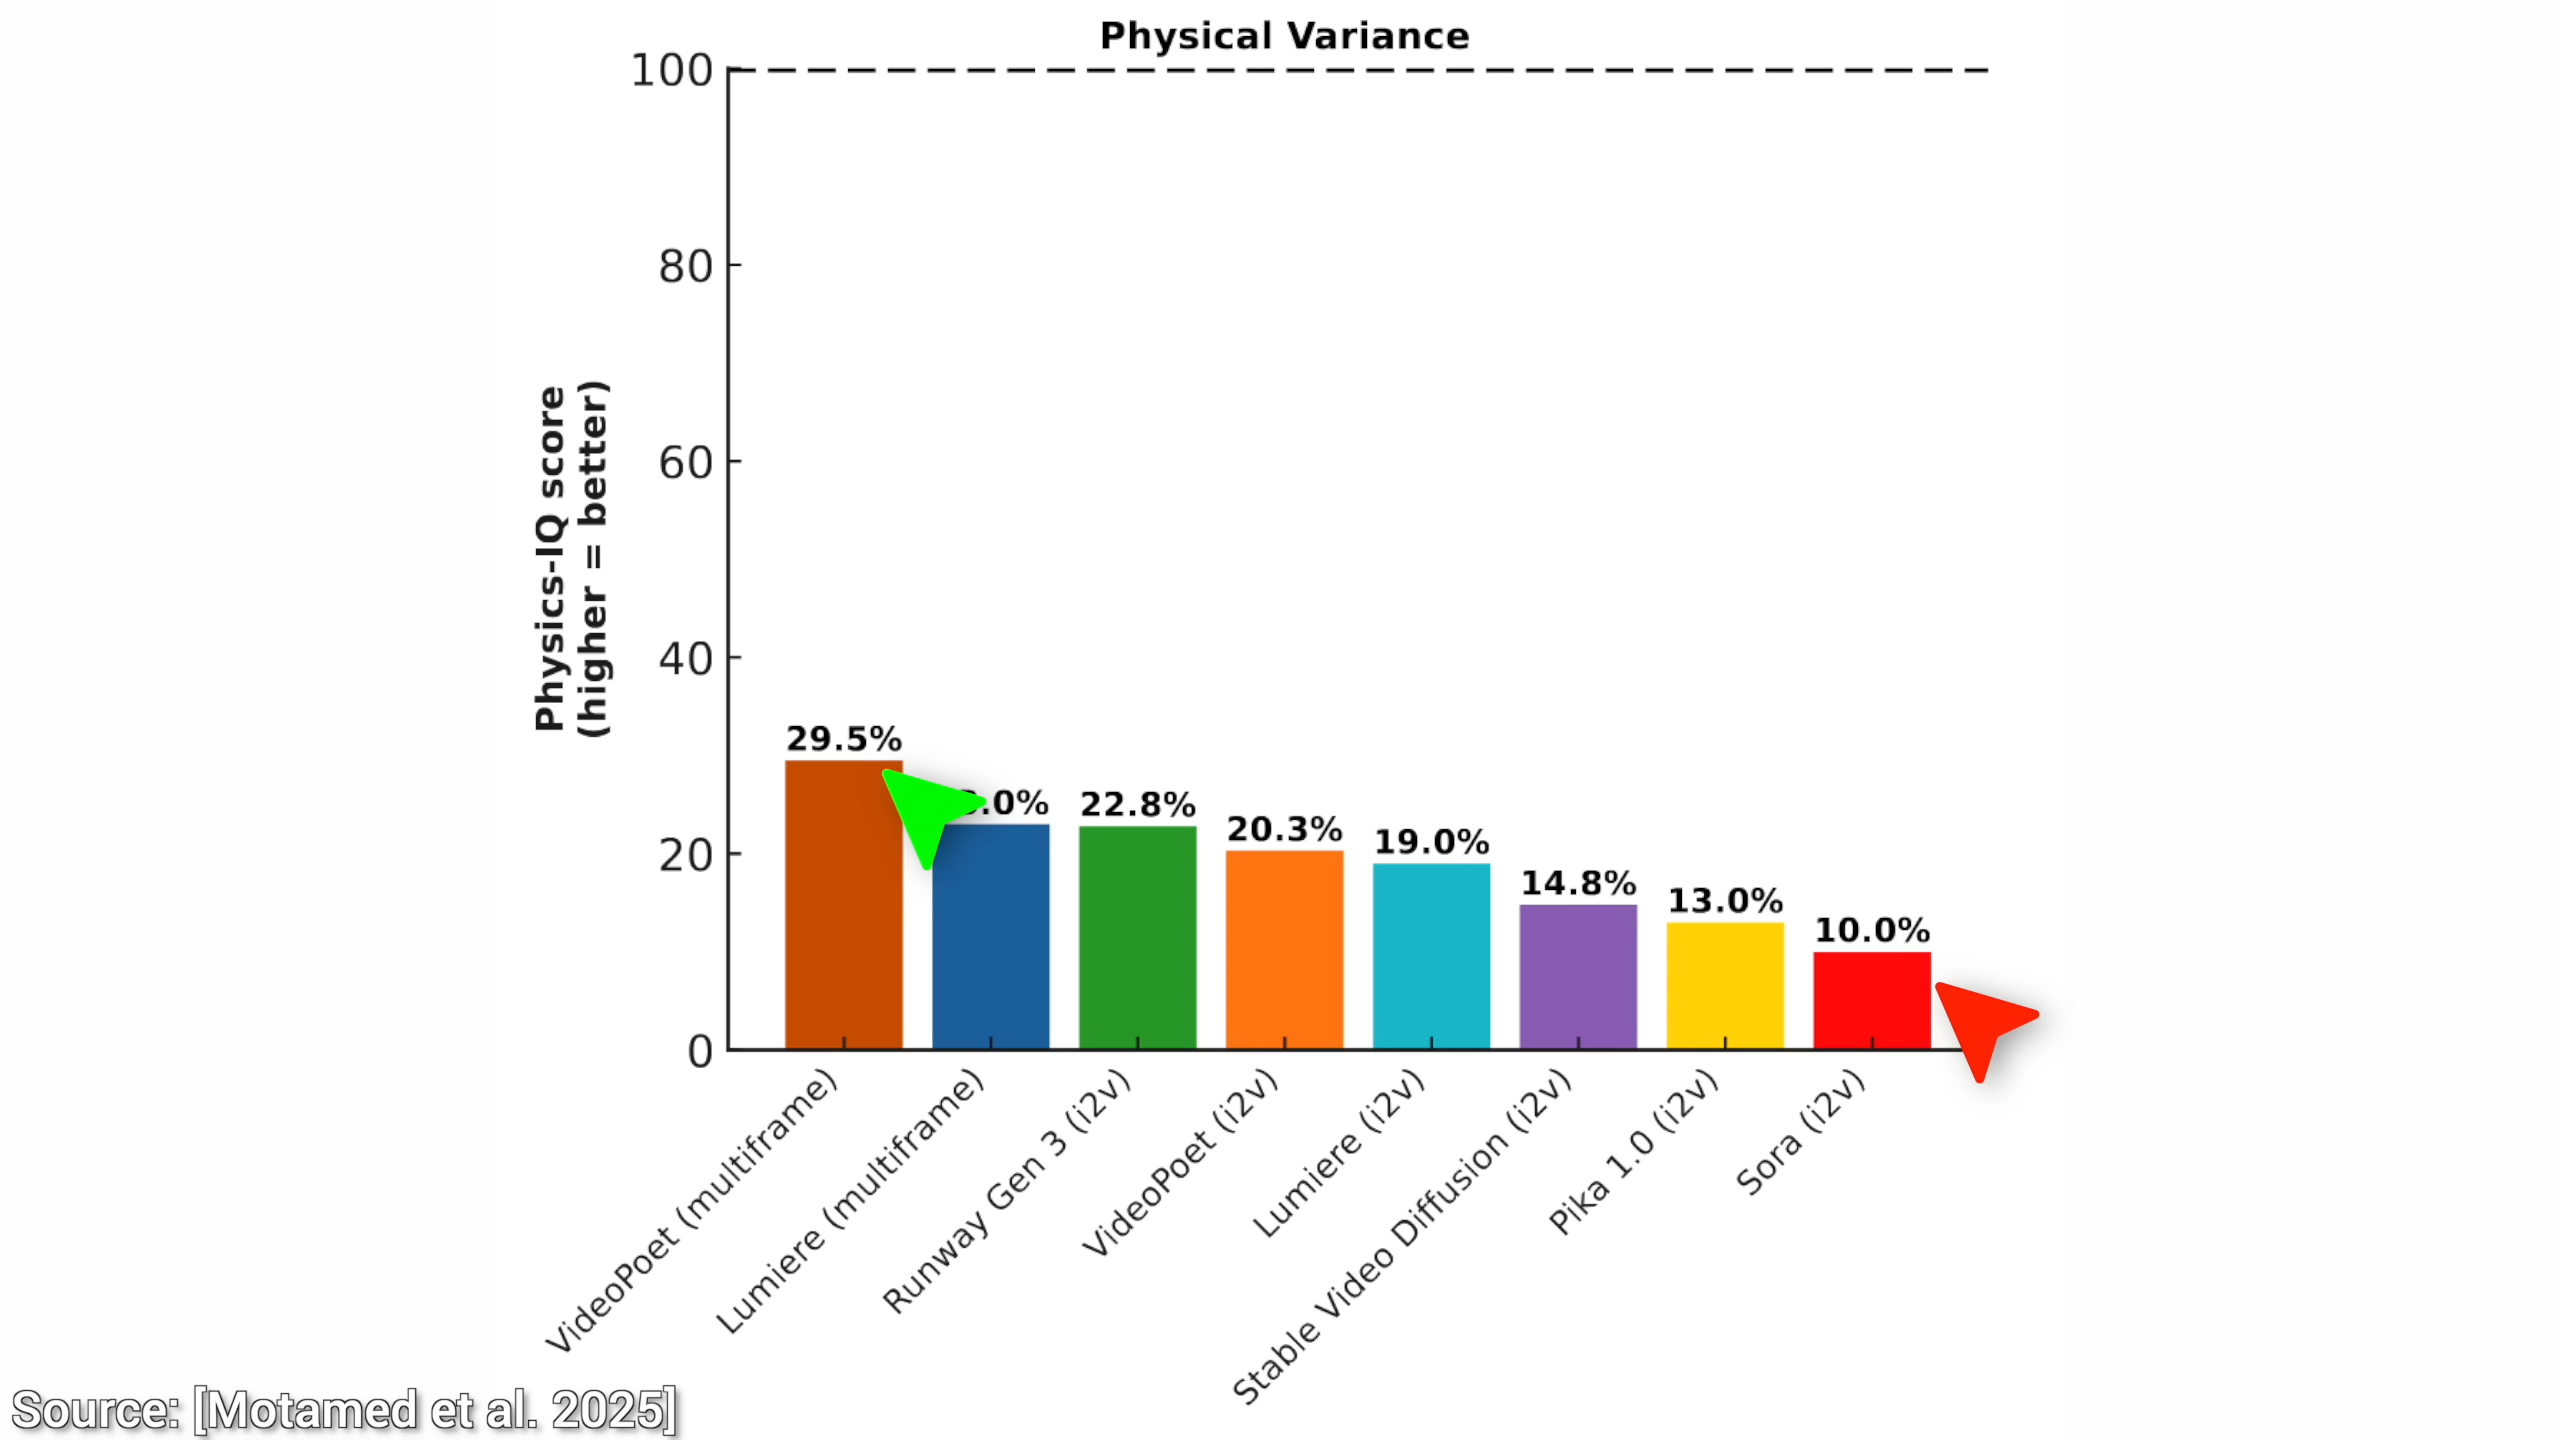 Physical Variance
100
80
60
40
20
0
Physics-IQ score
(higher = better)
29.5%
.0%
22.8%
20.3%
19.0%
14.8%
13.0%
10.0%
VideoPoet (multiframe)
Lumiere (multiframe)
Runway Gen 3 (i2v)
VideoPoet (i2v)
Lumiere (i2v)
Stable Video Diffusion (i2v)
Pika 1.0 (i2v)
Sora (i2v)
Source: [Motamed et al. 2025]